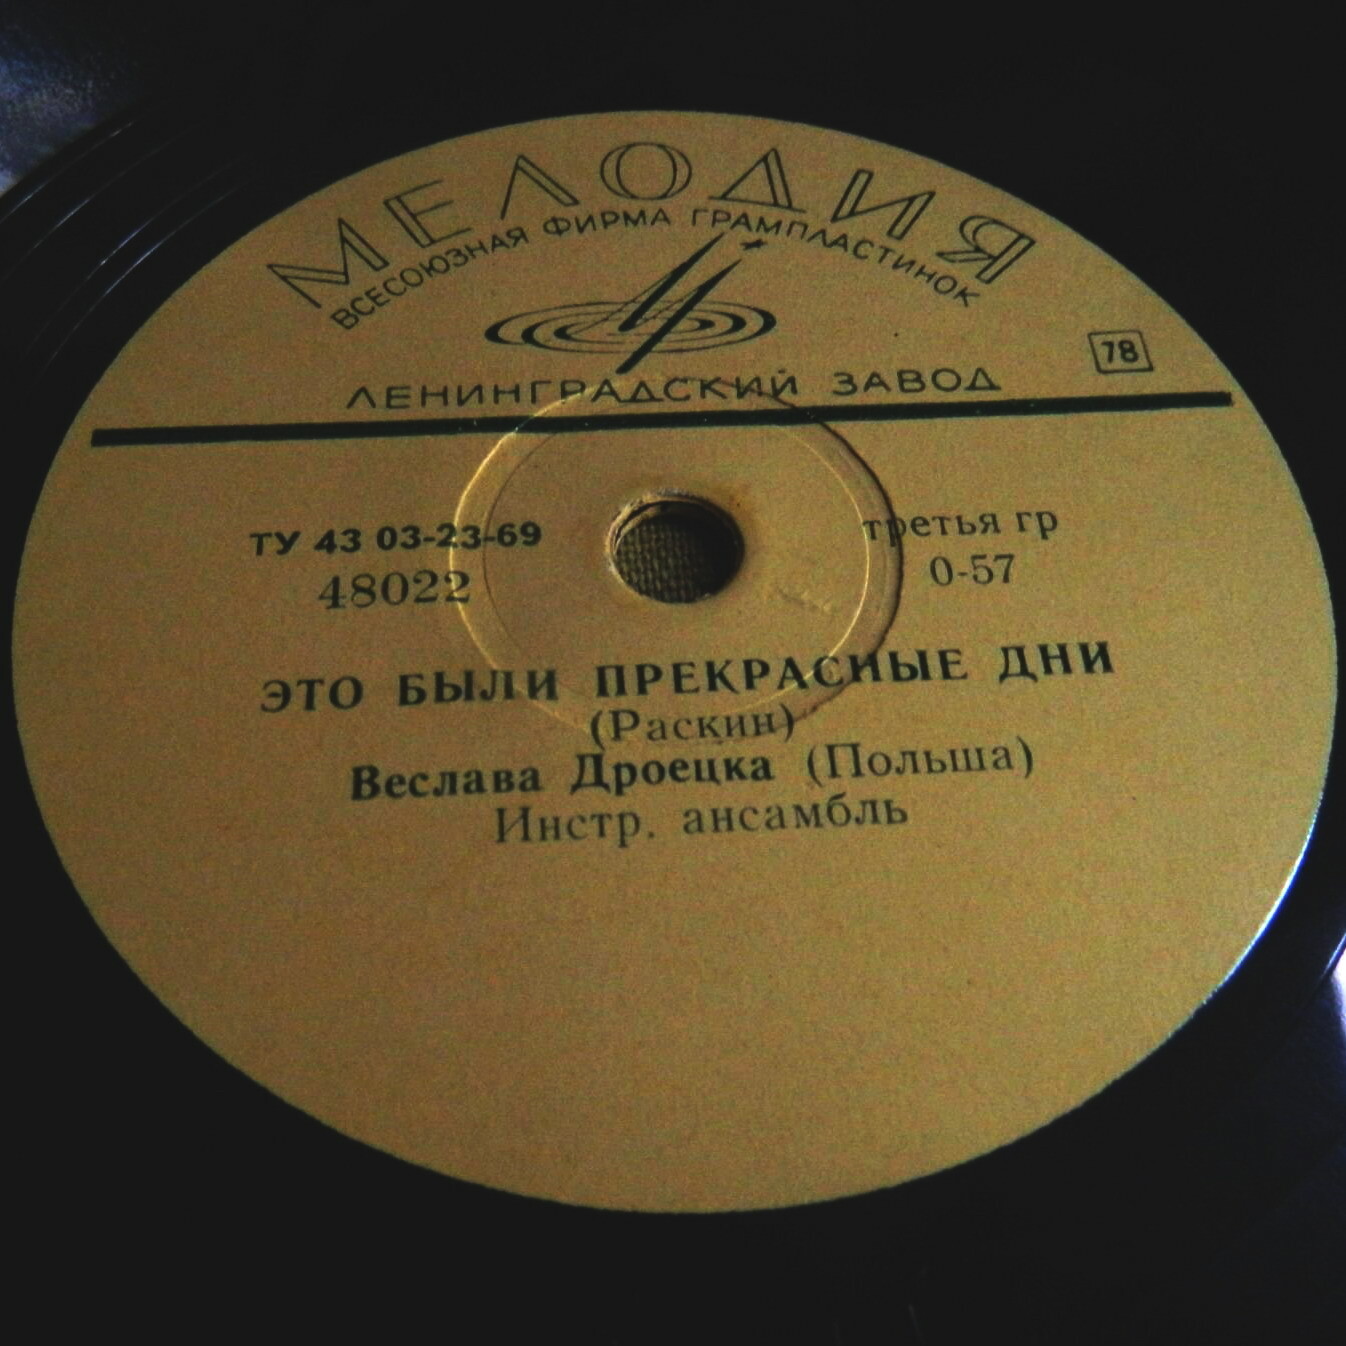 МЕЛОДИЯ
ВСЕСОЮЗНАЯ ФИРМА ГРАМПЛАСТИНОК
ЛЕНИНГРАДСКИЙ ЗАВОД
78
ТУ 43 03-23-69
третья гр
48022
0-57
ЭТО БЫЛИ ПРЕКРАСНЫЕ ДНИ
(Раскин)
Веслава Дроецка (Польша)
Инстр. ансамбль